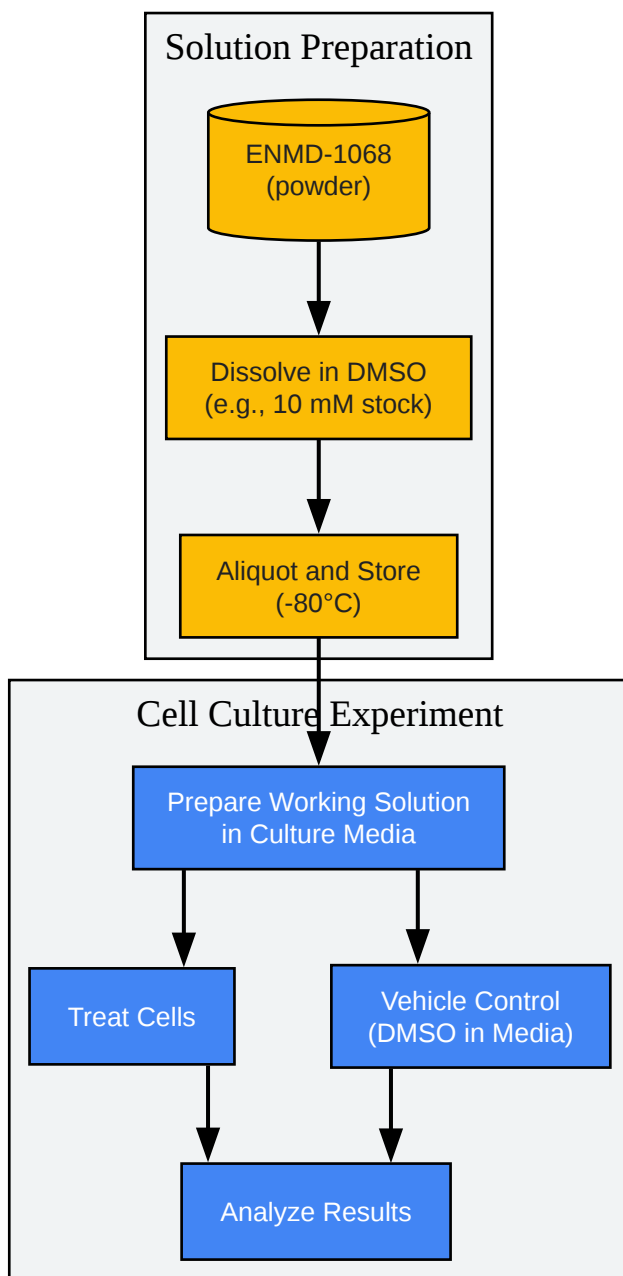 Solution Preparation
ENMD-1068
(powder)
Dissolve in DMSO
(e.g., 10 mM stock)
Aliquot and Store
(-80°C)
Cell Culture Experiment
Prepare Working Solution
in Culture Media
Treat Cells
Vehicle Control
(DMSO in Media)
Analyze Results